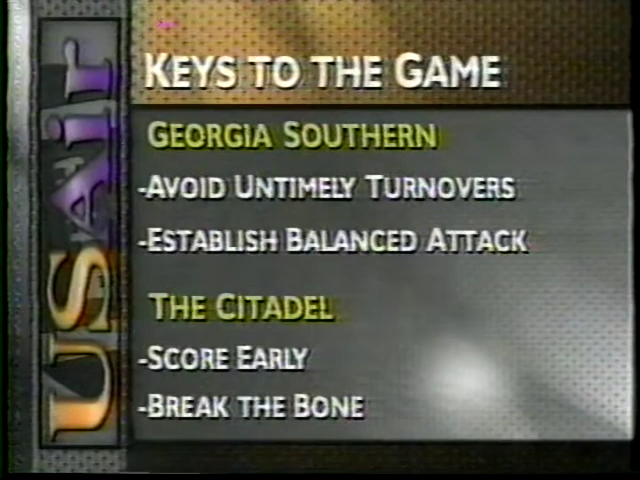 USAir
KEYS TO THE GAME
GEORGIA SOUTHERN
-AVOID UNTIMELY TURNOVERS
-ESTABLISH BALANCED ATTACK
THE CITADEL
-SCORE EARLY
-BREAK THE BONE